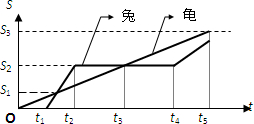 S
兔
龟
S₃
S₂
S₁
O
t₁
t₂
t₃
t₄
t₅
t